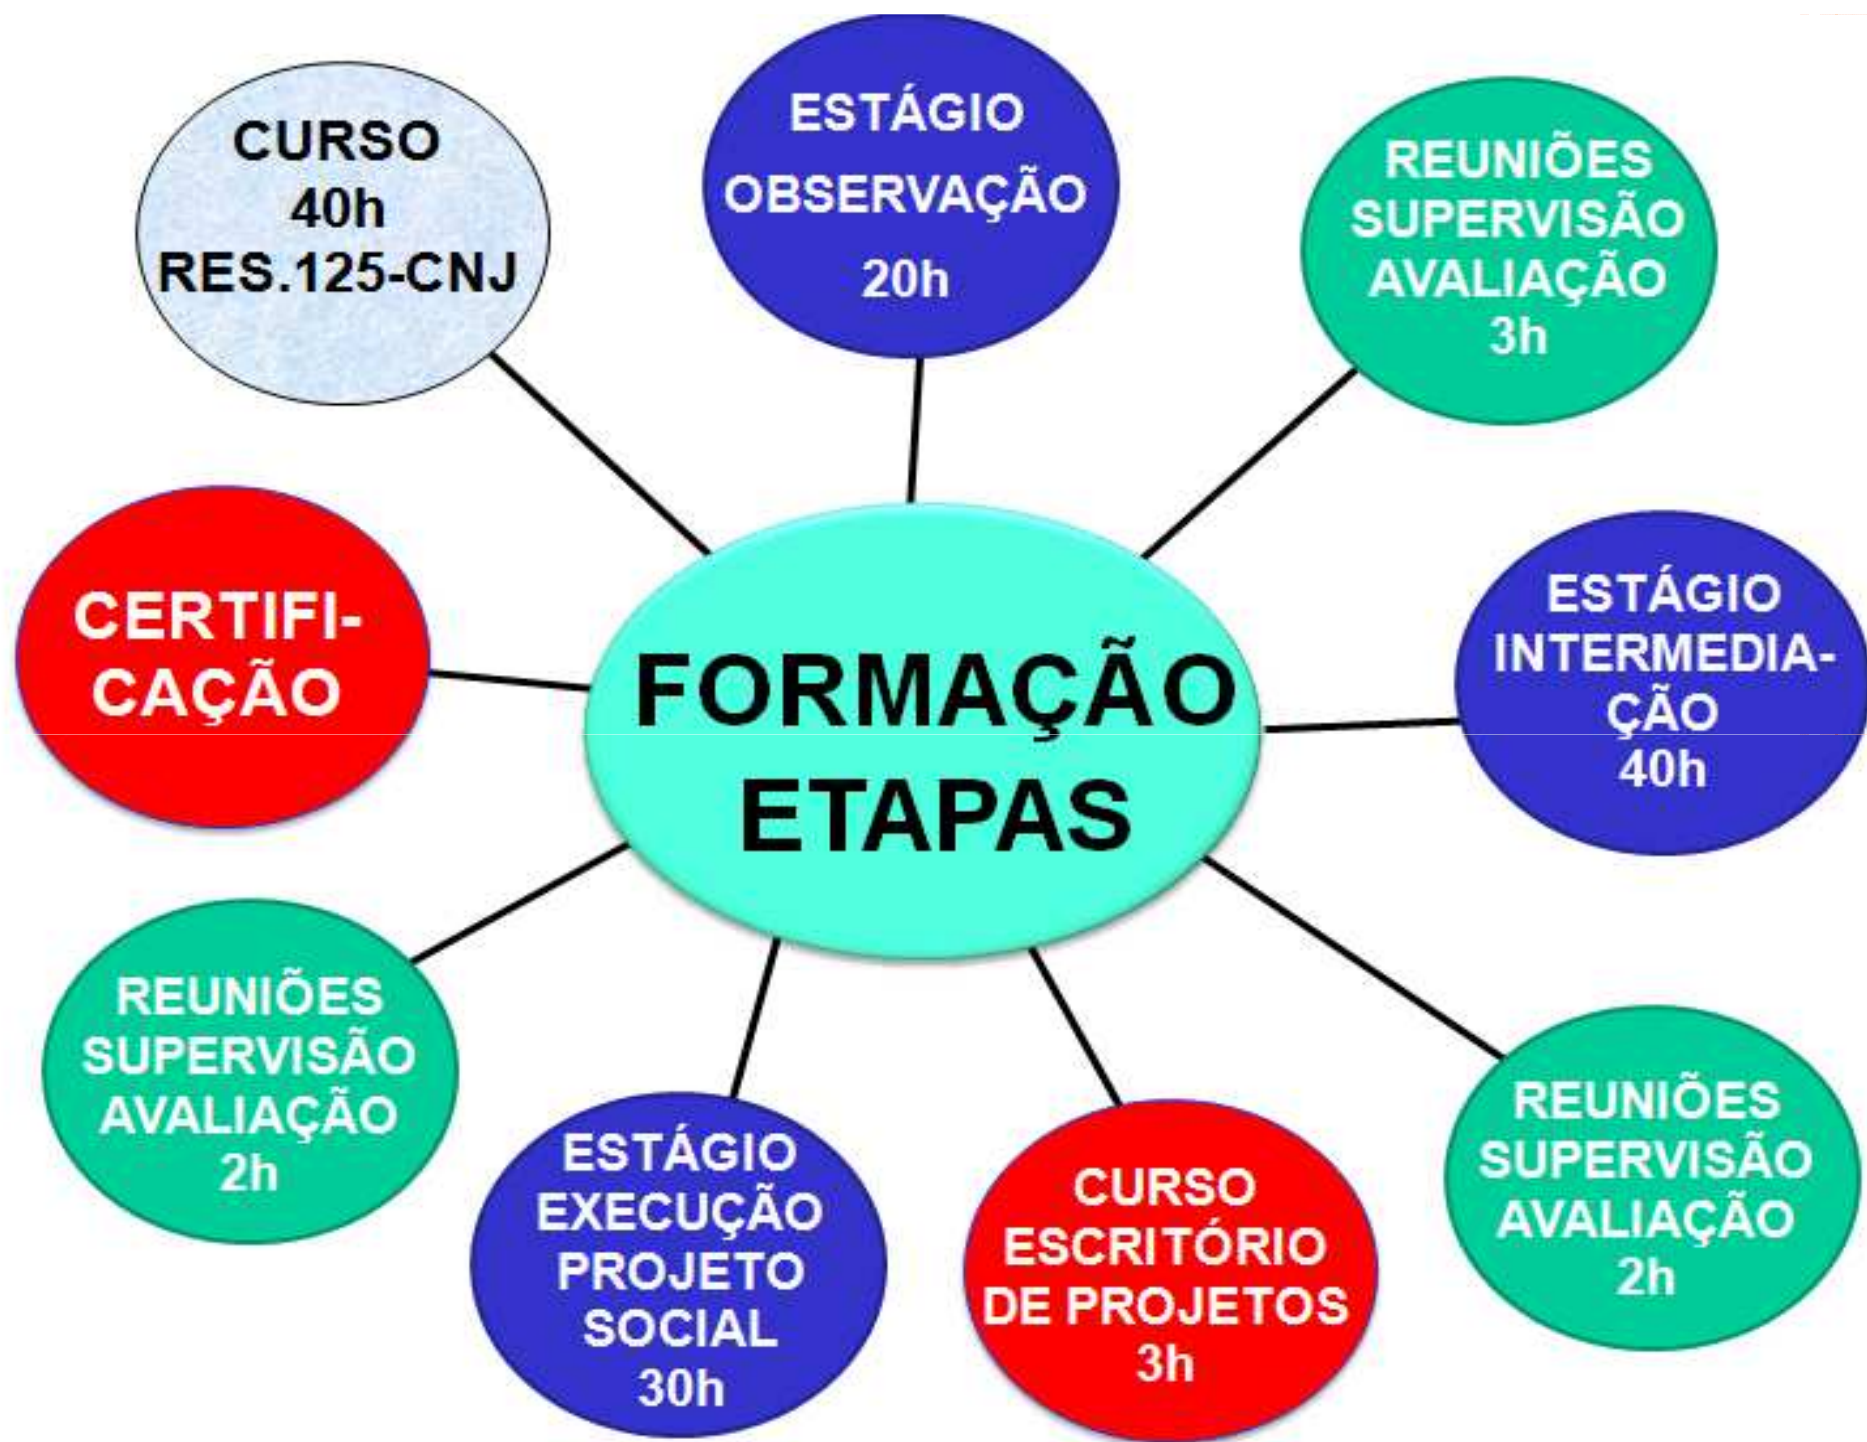 CURSO
40h
RES.125-CNJ
ESTÁGIO
OBSERVAÇÃO
20h
REUNIÕES
SUPERVISÃO
AVALIAÇÃO
3h
ESTÁGIO
INTERMEDIA-
ÇÃO
40h
REUNIÕES
SUPERVISÃO
AVALIAÇÃO
2h
CURSO
ESCRITÓRIO
DE PROJETOS
3h
ESTÁGIO
EXECUÇÃO
PROJETO
SOCIAL
30h
REUNIÕES
SUPERVISÃO
AVALIAÇÃO
2h
CERTIFI-
CAÇÃO
FORMAÇÃO
ETAPAS